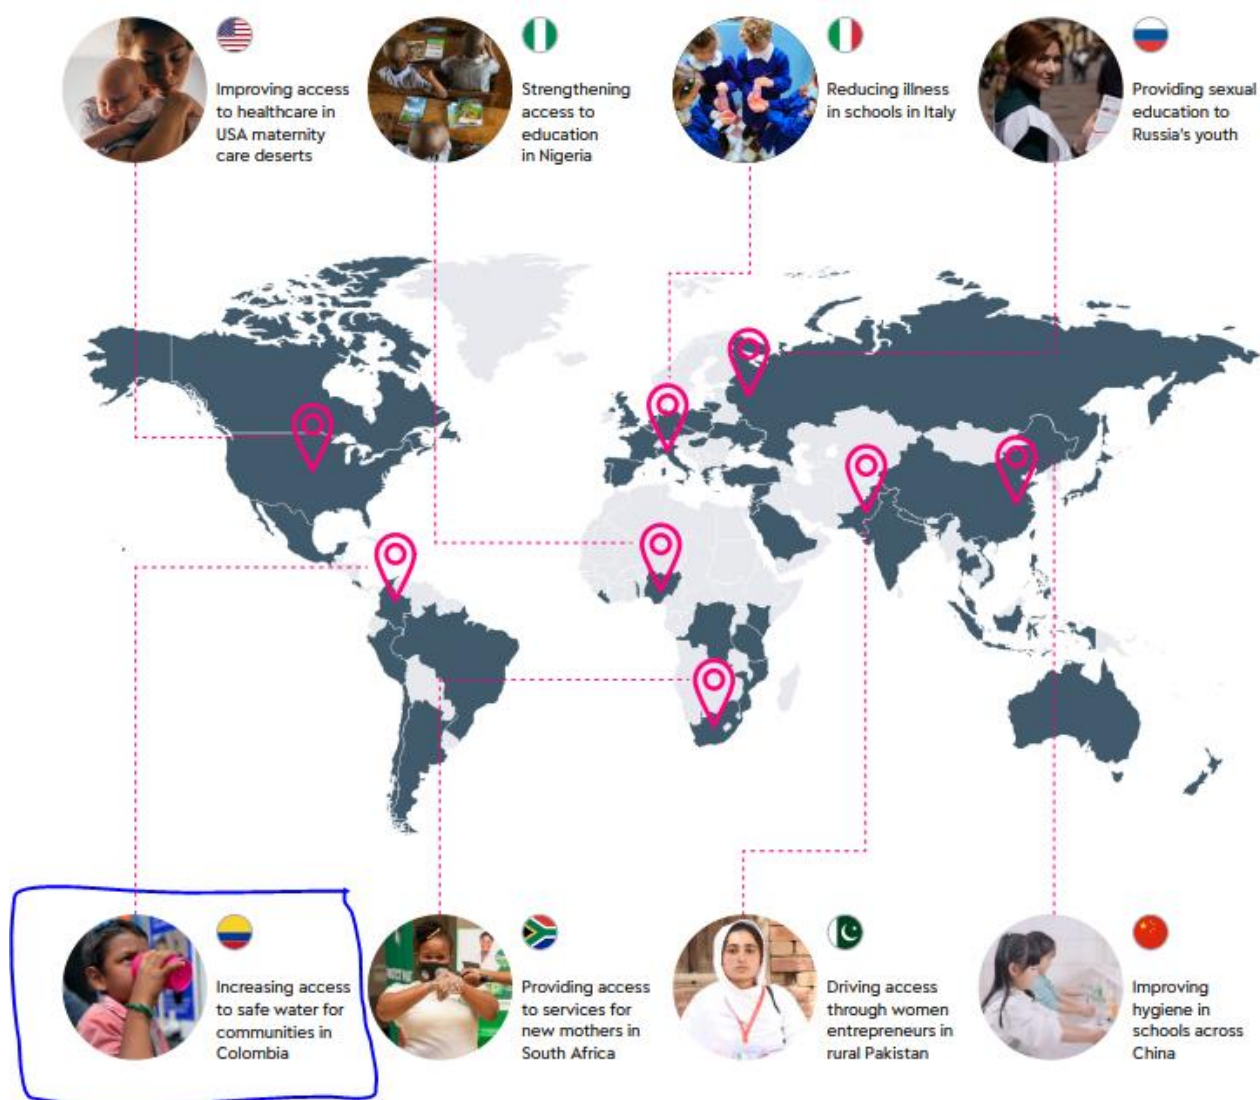 Improving access
to healthcare in
USA maternity
care deserts
Strengthening
access to
education
in Nigeria
Reducing illness
in schools in Italy
Providing sexual
education to
Russia's youth
Increasing access
to safe water for
communities in
Colombia
Providing access
to services for
new mothers in
South Africa
Driving access
through women
entrepreneurs in
rural Pakistan
Improving
hygiene in
schools across
China